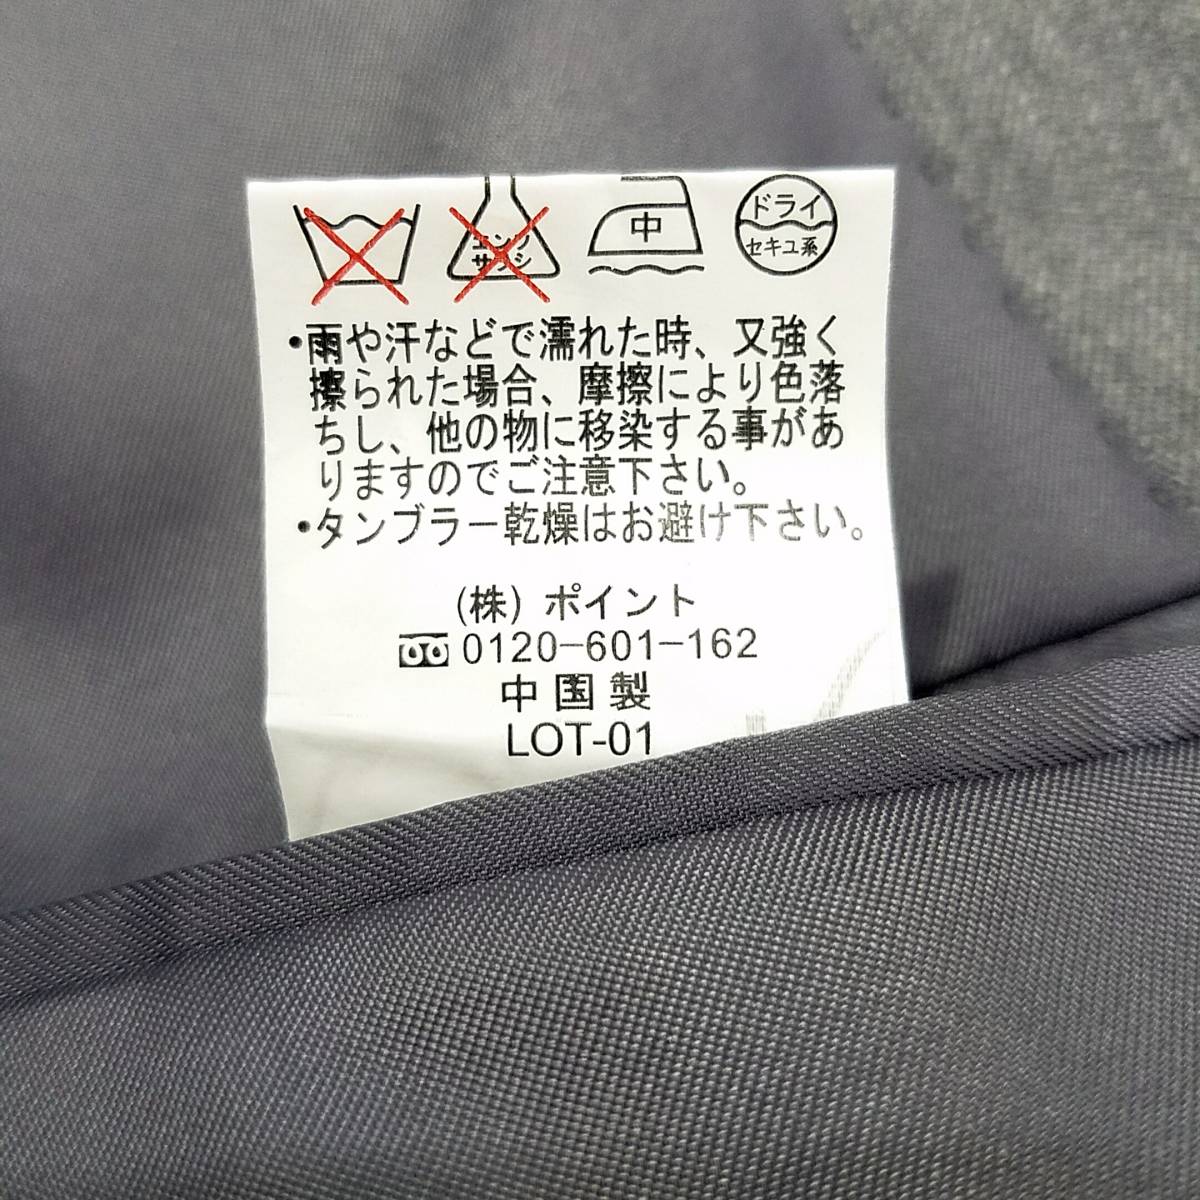 エンソ
サラシ
中
ドライ
セキユ系
・雨や汗などで濡れた時、又強く
擦られた場合、摩擦により色落
ちし、他の物に移染する事があ
りますのでご注意下さい。
・タンブラー乾燥はお避け下さい。
(株) ポイント
0120-601-162
中国製
LOT-01